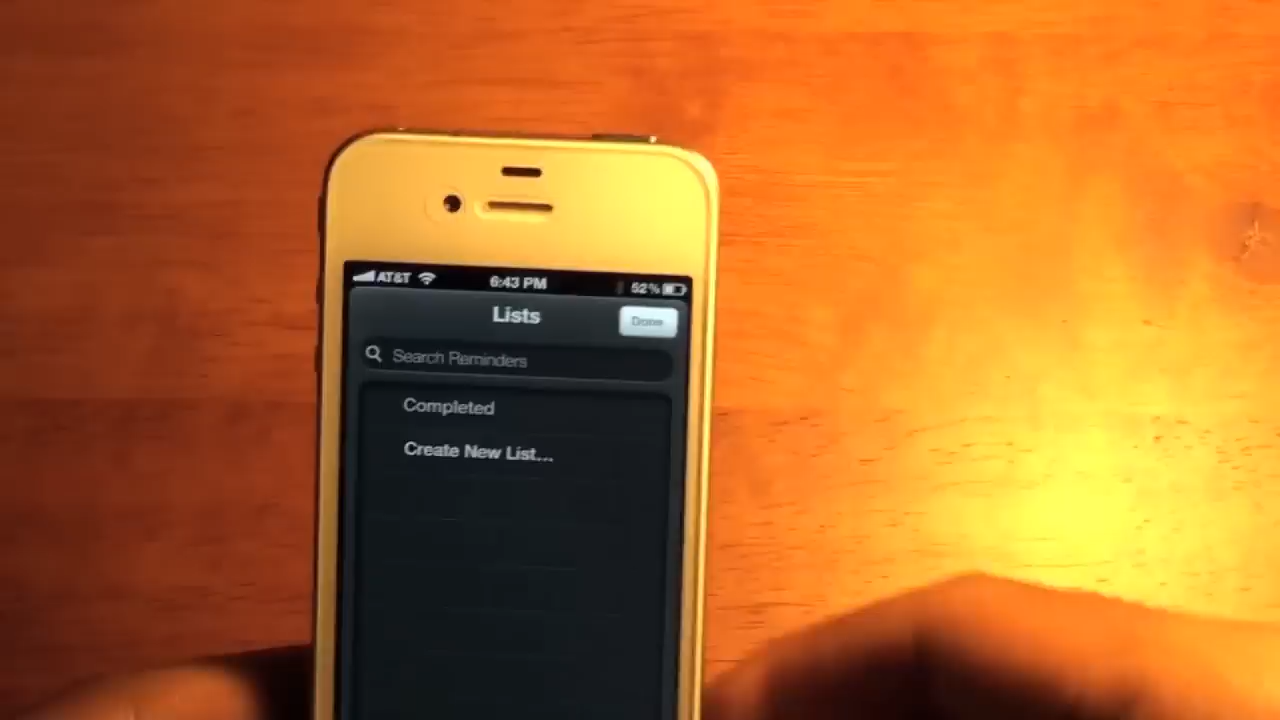 AT&T 6:43 PM 52%
Lists Done
Search Reminders
Completed
Create New List...